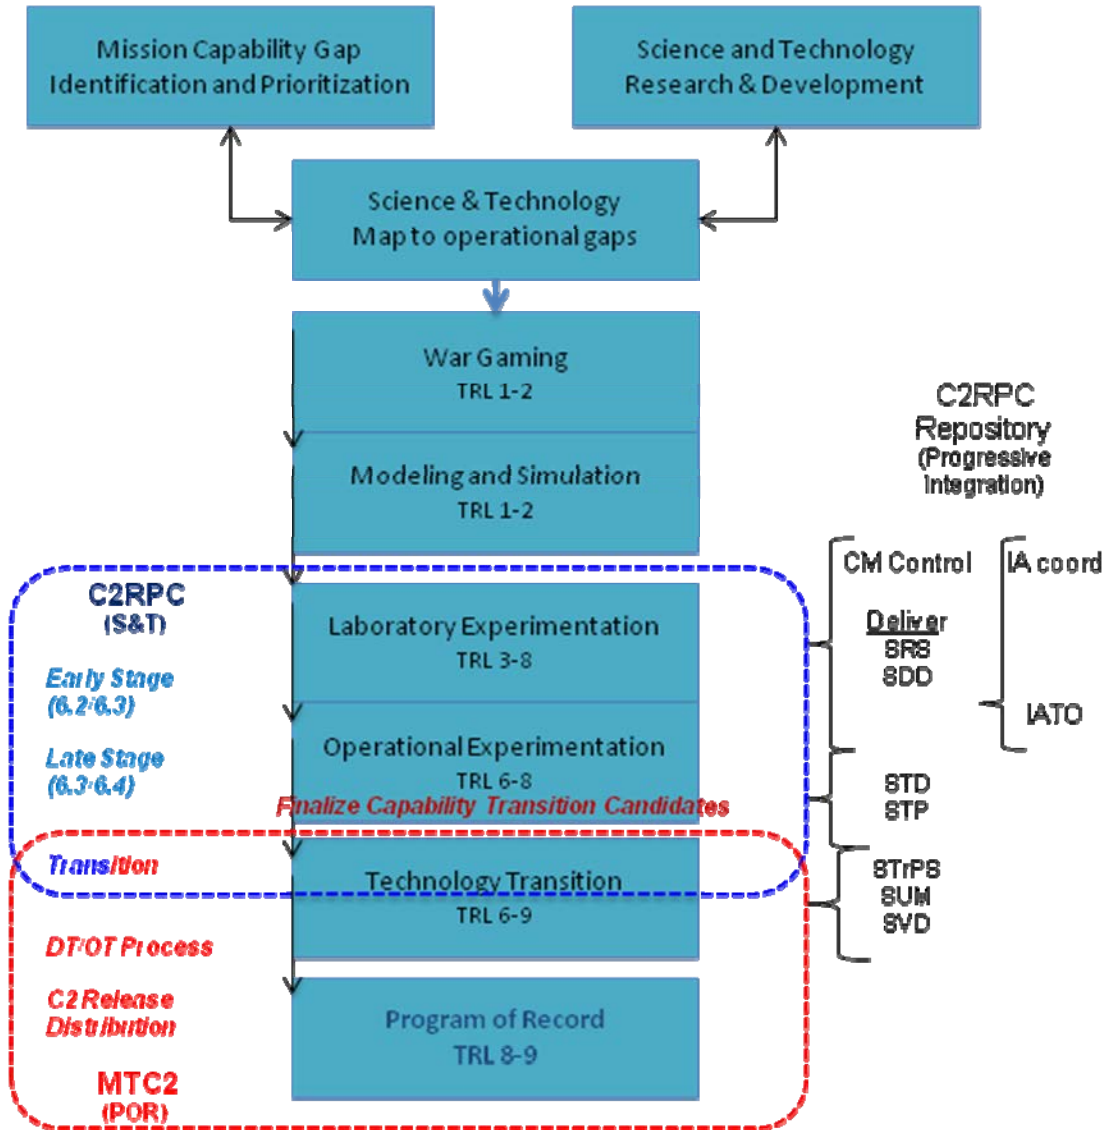 Mission Capability Gap
Identification and Prioritization
Science and Technology
Research & Development
Science & Technology
Map to operational gaps
War Gaming
TRL 1-2
Modeling and Simulation
TRL 1-2
C2RPC
Repository
(Progressive
Integration)
C2RPC
(S&T)
Early Stage
(6.2/6.3)
Late Stage
(6.3/6.4)
Laboratory Experimentation
TRL 3-8
Operational Experimentation
TRL 6-8
Finalize Capability Transition Candidates
CM Control
Deliver
SRS
SDD
IA coord
IATO
STD
STP
Transition
Technology Transition
TRL 6-9
STrPS
SUM
SVD
DT/OT Process
C2 Release
Distribution
MTC2
(POR)
Program of Record
TRL 8-9